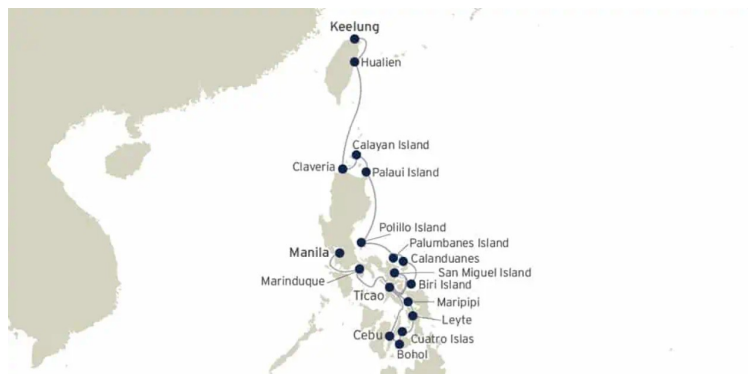 Keelung
Hualien
Calayan Island
Claveria
Palaui Island
Polillo Island
Palumbanes Island
Manila
Calanduanes
San Miguel Island
Marinduque
Biri Island
Ticao
Maripipi
Leyte
Cebu
Cuatro Islas
Bohol